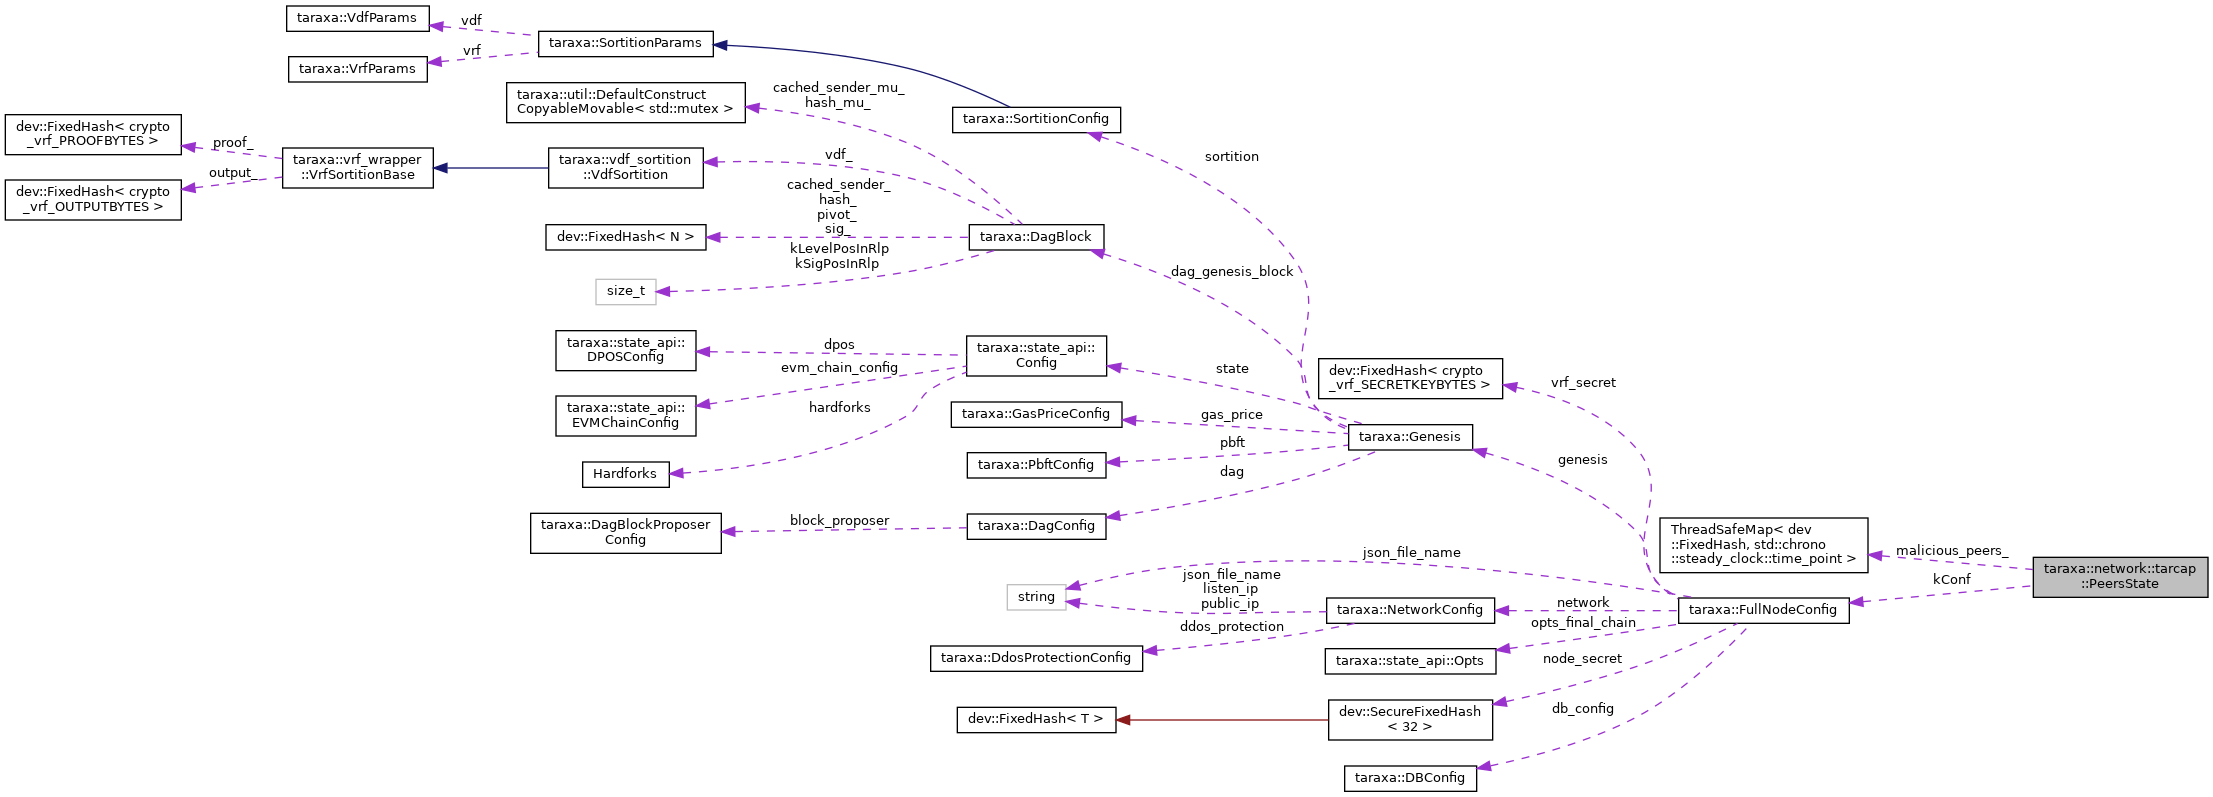 taraxa::VdfParams
vdf
taraxa::SortitionParams
vrf
taraxa::VrfParams
taraxa::util::DefaultConstruct
CopyableMovable< std::mutex >
cached_sender_mu_
hash_mu_
taraxa::SortitionConfig
dev::FixedHash< crypto
_vrf_PROOFBYTES >
proof_
taraxa::vrf_wrapper
::VrfSortitionBase
taraxa::vdf_sortition
::VdfSortition
vdf_
sortition
output_
dev::FixedHash< crypto
_vrf_OUTPUTBYTES >
cached_sender_
hash_
pivot_
sig_
dev::FixedHash< N >
taraxa::DagBlock
kLevelPosInRlp
kSigPosInRlp
size_t
dag_genesis_block
taraxa::state_api::
DPOSConfig
dpos
taraxa::state_api::
Config
evm_chain_config
state
dev::FixedHash< crypto
_vrf_SECRETKEYBYTES >
vrf_secret
taraxa::state_api::
EVMChainConfig
hardforks
taraxa::GasPriceConfig
gas_price
taraxa::Genesis
pbft
genesis
Hardforks
taraxa::PbftConfig
dag
taraxa::DagBlockProposer
Config
block_proposer
taraxa::DagConfig
ThreadSafeMap< dev
::FixedHash, std::chrono
::steady_clock::time_point >
malicious_peers_
taraxa::network::tarcap
::PeersState
kConf
json_file_name
string
json_file_name
listen_ip
public_ip
taraxa::NetworkConfig
network
taraxa::FullNodeConfig
opts_final_chain
ddos_protection
taraxa::DdosProtectionConfig
taraxa::state_api::Opts
node_secret
dev::FixedHash< T >
dev::SecureFixedHash
< 32 >
db_config
taraxa::DBConfig